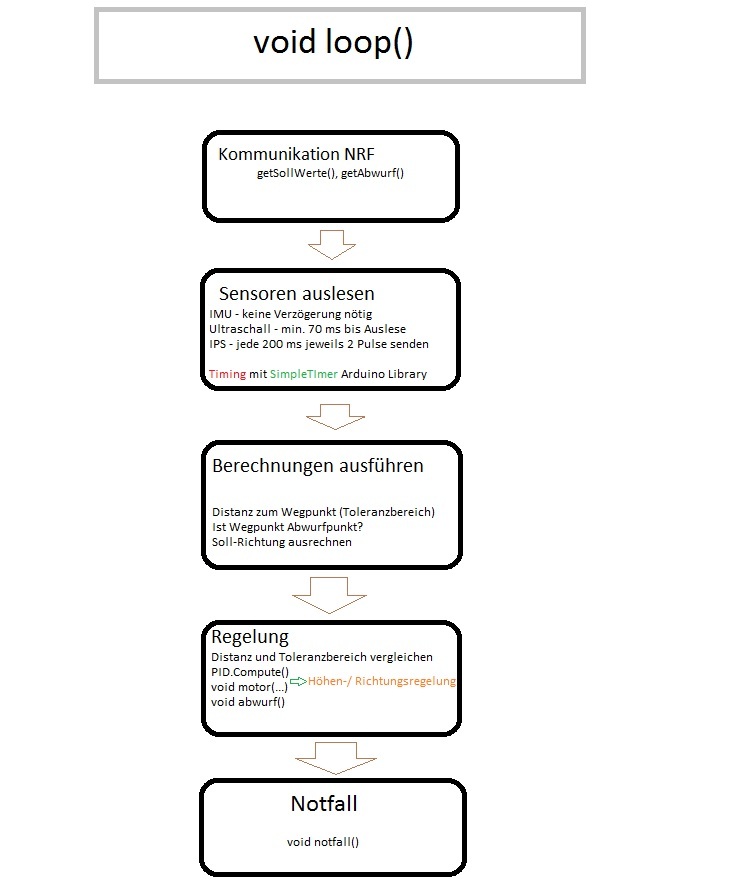 void loop()
Kommunikation NRF
getSollWerte(), getAbwurf()
Sensoren auslesen
IMU - keine Verzögerung nötig
Ultraschall - min. 70 ms bis Auslese
IPS - jede 200 ms jeweils 2 Pulse senden
Timing mit SimpleTImer Arduino Library
Berechnungen ausführen
Distanz zum Wegpunkt (Toleranzbereich)
Ist Wegpunkt Abwurfpunkt?
Soll-Richtung ausrechnen
Regelung
Distanz und Toleranzbereich vergleichen
PID.Compute()
void motor(...) Höhen-/ Richtungsregelung
void abwurf()
Notfall
void notfall()